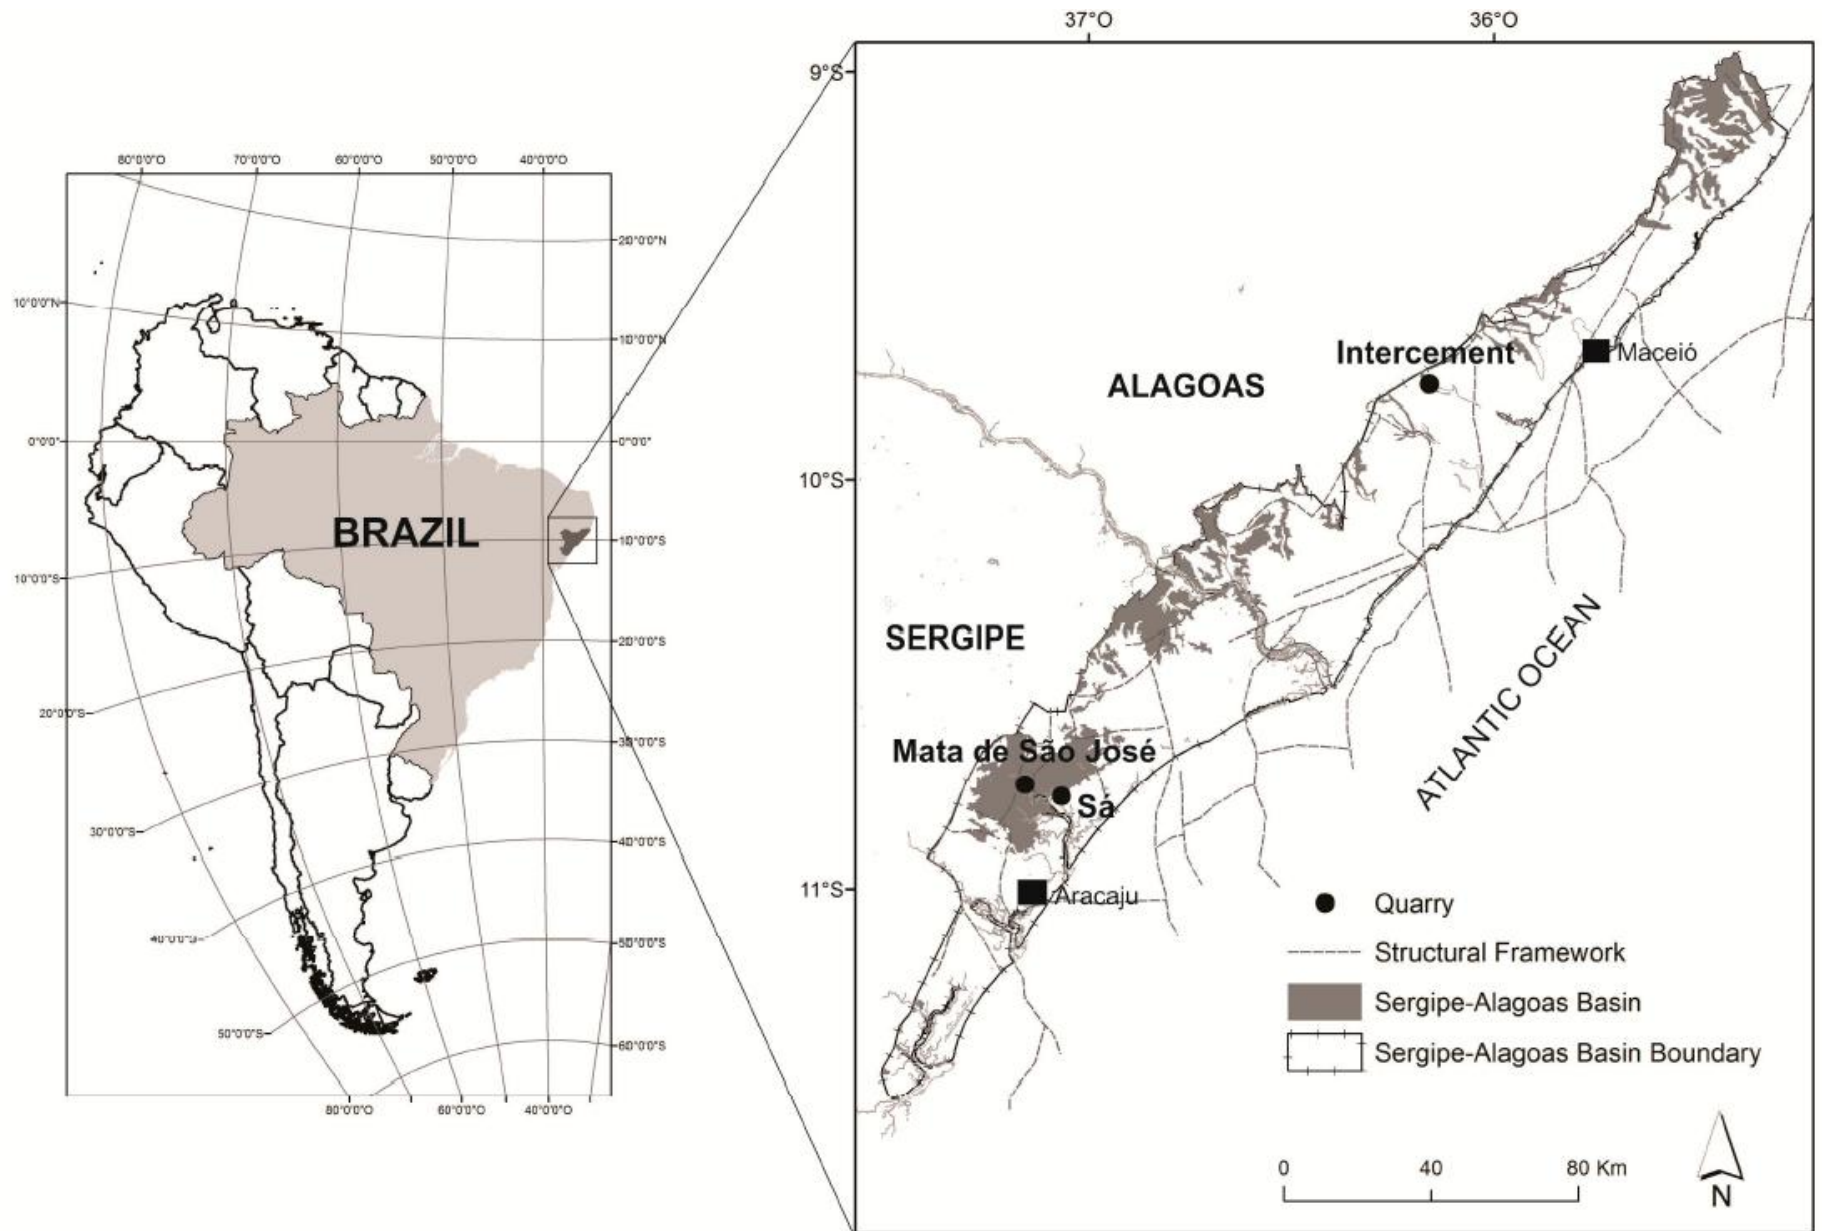 37°O 36°O
9°S
80°0'0"O 70°0'0"O 60°0'0"O 50°0'0"O 40°0'0"O
20°0'0"N
10°0'0"N
10°0'0"N
Intercement
Maceió
ALAGOAS
0°0'0"
0°0'0"
10°S
BRAZIL
10°0'0"S
10°0'0"S
SERGIPE
20°0'0"S
ATLANTIC OCEAN
20°0'0"S
30°0'0"S
Mata de São José
Sá
30°0'0"S
40°0'0"S
11°S
Aracaju
Quarry
40°0'0"S
50°0'0"S
Structural Framework
Sergipe-Alagoas Basin
50°0'0"S
60°0'0"S
Sergipe-Alagoas Basin Boundary
80°0'0"O 60°0'0"O 40°0'0"O
0 40 80 Km
N